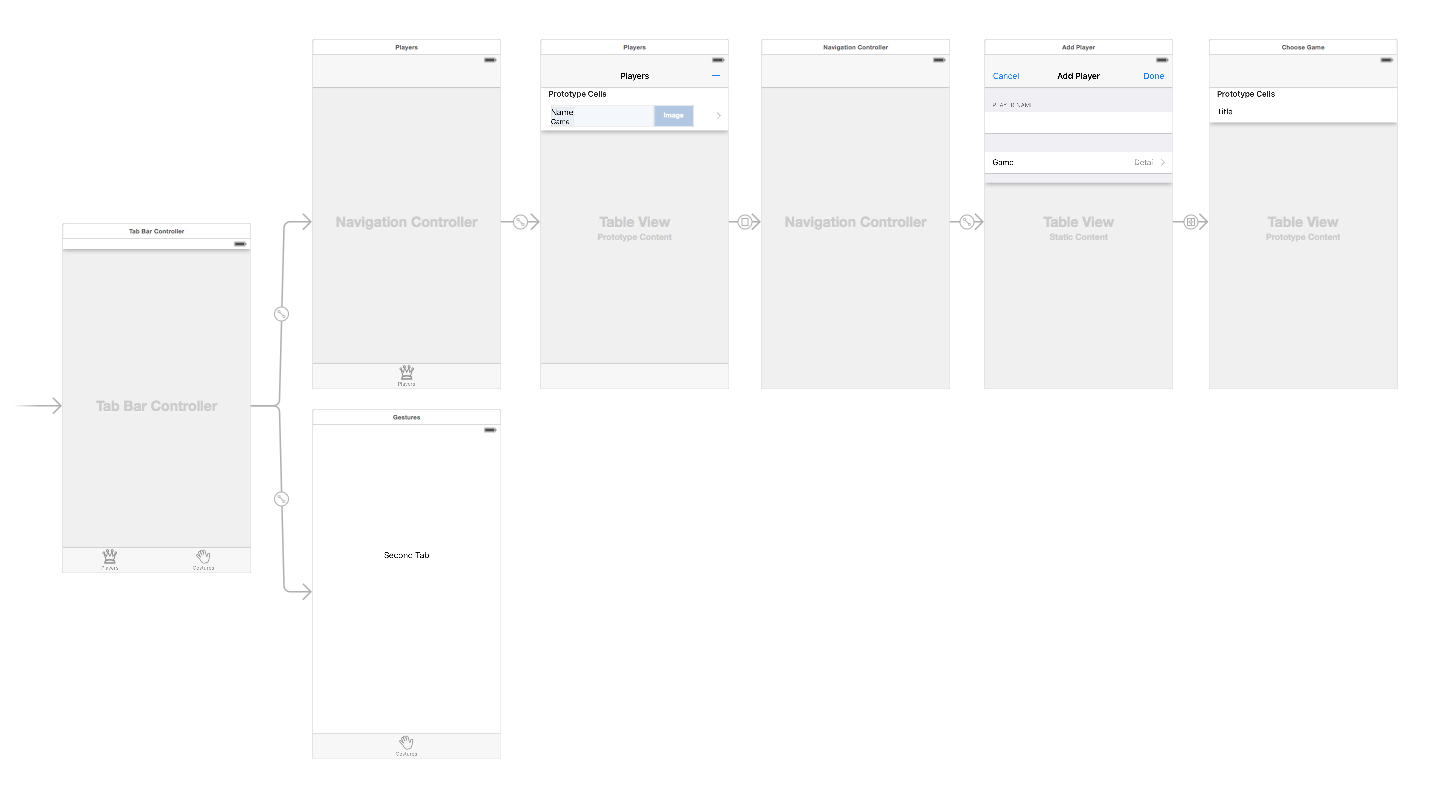 Tab Bar Controller
Tab Bar Controller
Players
Gestures
Players
Navigation Controller
Players
Players
Players
Prototype Cells
Name
Game
Image
Table View
Prototype Content
Navigation Controller
Navigation Controller
Add Player
Cancel
Add Player
Done
PLAYER NAME
Game
Detai
Table View
Static Content
Choose Game
Prototype Cells
Title
Table View
Prototype Content
Gestures
Second Tab
Gestures